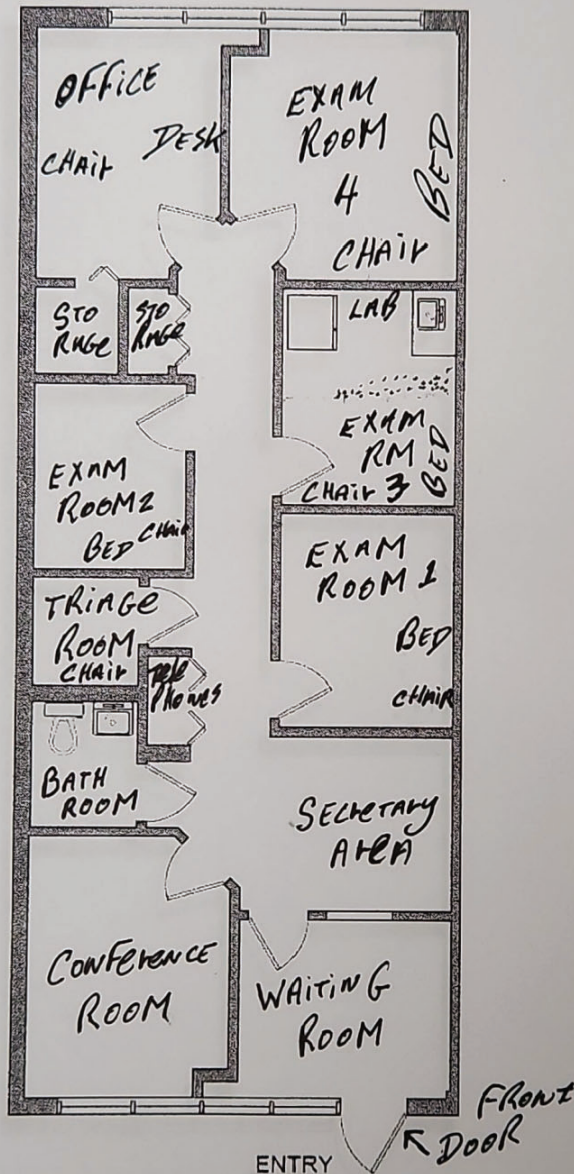 OFFICE
CHAIR
DESK
EXAM
ROOM
4
BED
CHAIR
STO
RAGE
STO
RAGE
LAB
EXAM
RM
3
BED
CHAIR
EXAM
ROOM 2
BED CHAIR
EXAM
ROOM 1
BED
CHAIR
TRIAGE
ROOM
CHAIR
TELE
PHONES
BATH
ROOM
SECRETARY
AREA
CONFERENCE
ROOM
WAITING
ROOM
FRONT
DOOR
ENTRY